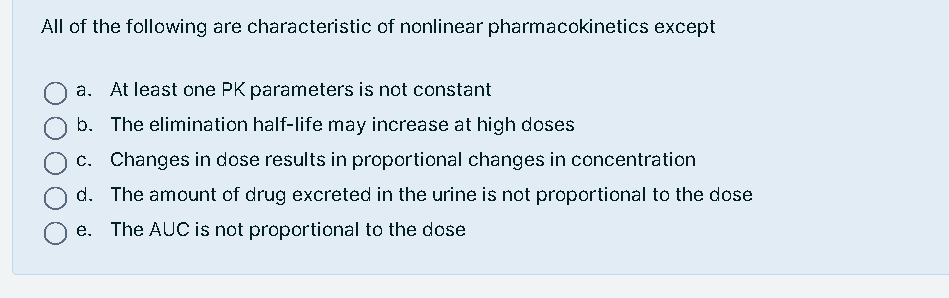 All of the following are characteristic of nonlinear pharmacokinetics except
a. At least one PK parameters is not constant
b. The elimination half-life may increase at high doses
c. Changes in dose results in proportional changes in concentration
d. The amount of drug excreted in the urine is not proportional to the dose
e. The AUC is not proportional to the dose